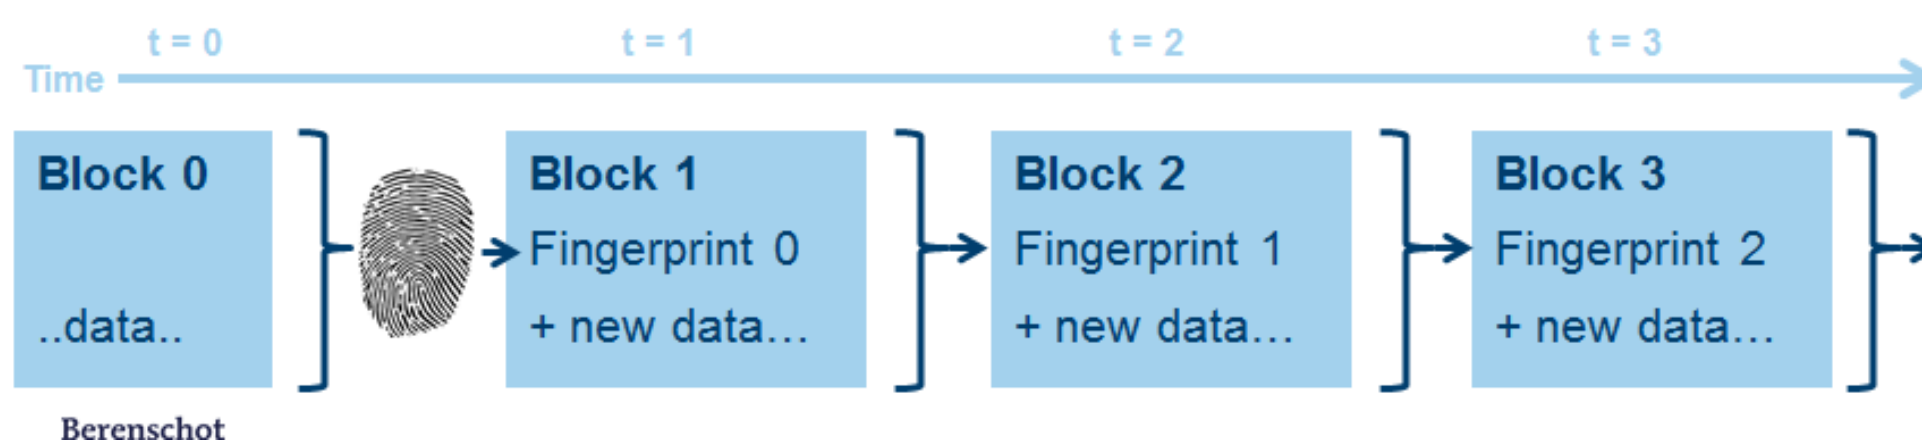 t = 0 t = 1 t = 2 t = 3
Time
Block 0 Block 1 Block 2 Block 3
Fingerprint 0 Fingerprint 1 Fingerprint 2
..data.. + new data... + new data... + new data...
Berenschot